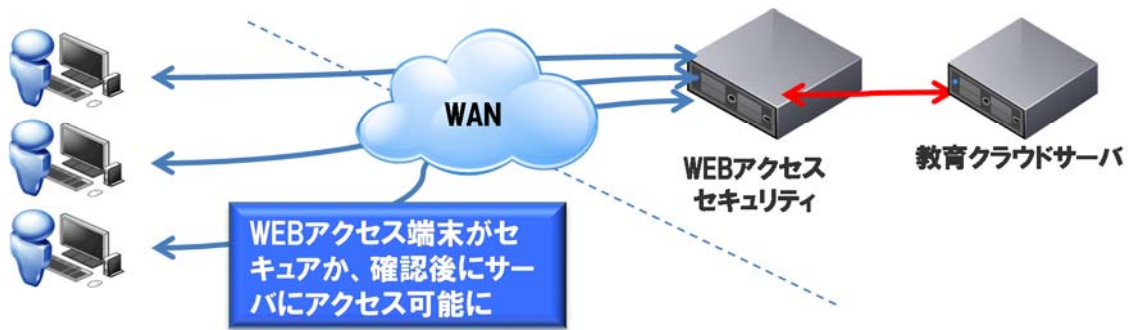 WAN
WEBアクセス
セキュリティ
教育クラウドサーバ
WEBアクセス端末がセ
キュアか、確認後にサー
バにアクセス可能に